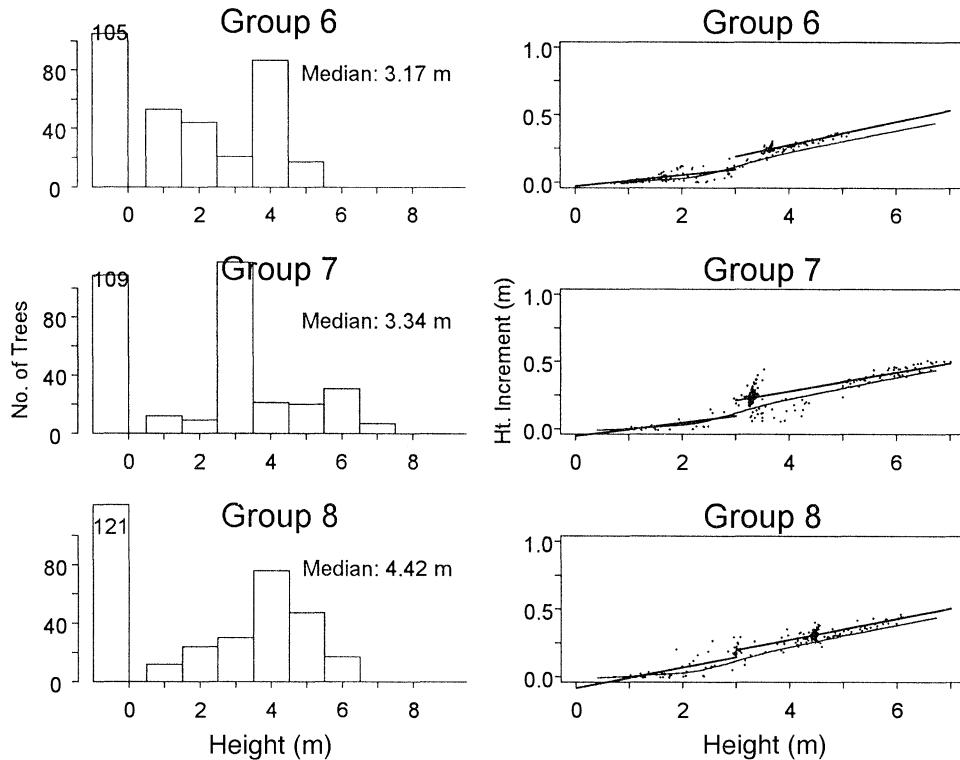 Group 6
105
Median: 3.17 m
80
40
0
0 2 4 6 8
Group 6
1.0
0.5
0.0
0 2 4 6
Group 7
109
Median: 3.34 m
No. of Trees
80
40
0
0 2 4 6 8
Group 7
Ht. Increment (m)
1.0
0.5
0.0
0 2 4 6
Group 8
121
Median: 4.42 m
80
40
0
0 2 4 6 8
Height (m)
Group 8
1.0
0.5
0.0
0 2 4 6
Height (m)